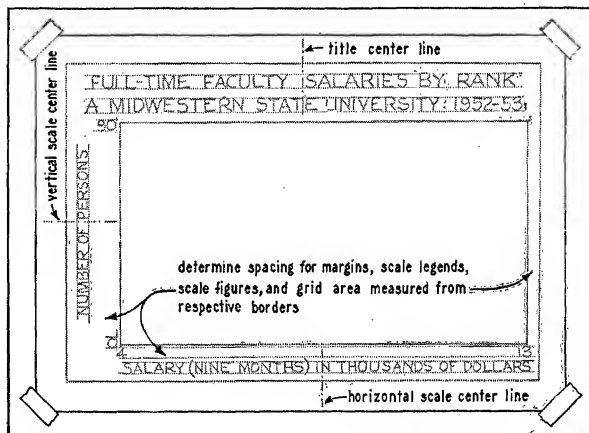 title center line
FULL-TIME FACULTY SALARIES BY RANK
A MIDWESTERN STATE UNIVERSITY: 1952-53
90
vertical scale center line
NUMBER OF PERSONS
determine spacing for margins, scale legends,
scale figures, and grid area measured from
respective borders
0
4
13
SALARY (NINE MONTHS) IN THOUSANDS OF DOLLARS
horizontal scale center line